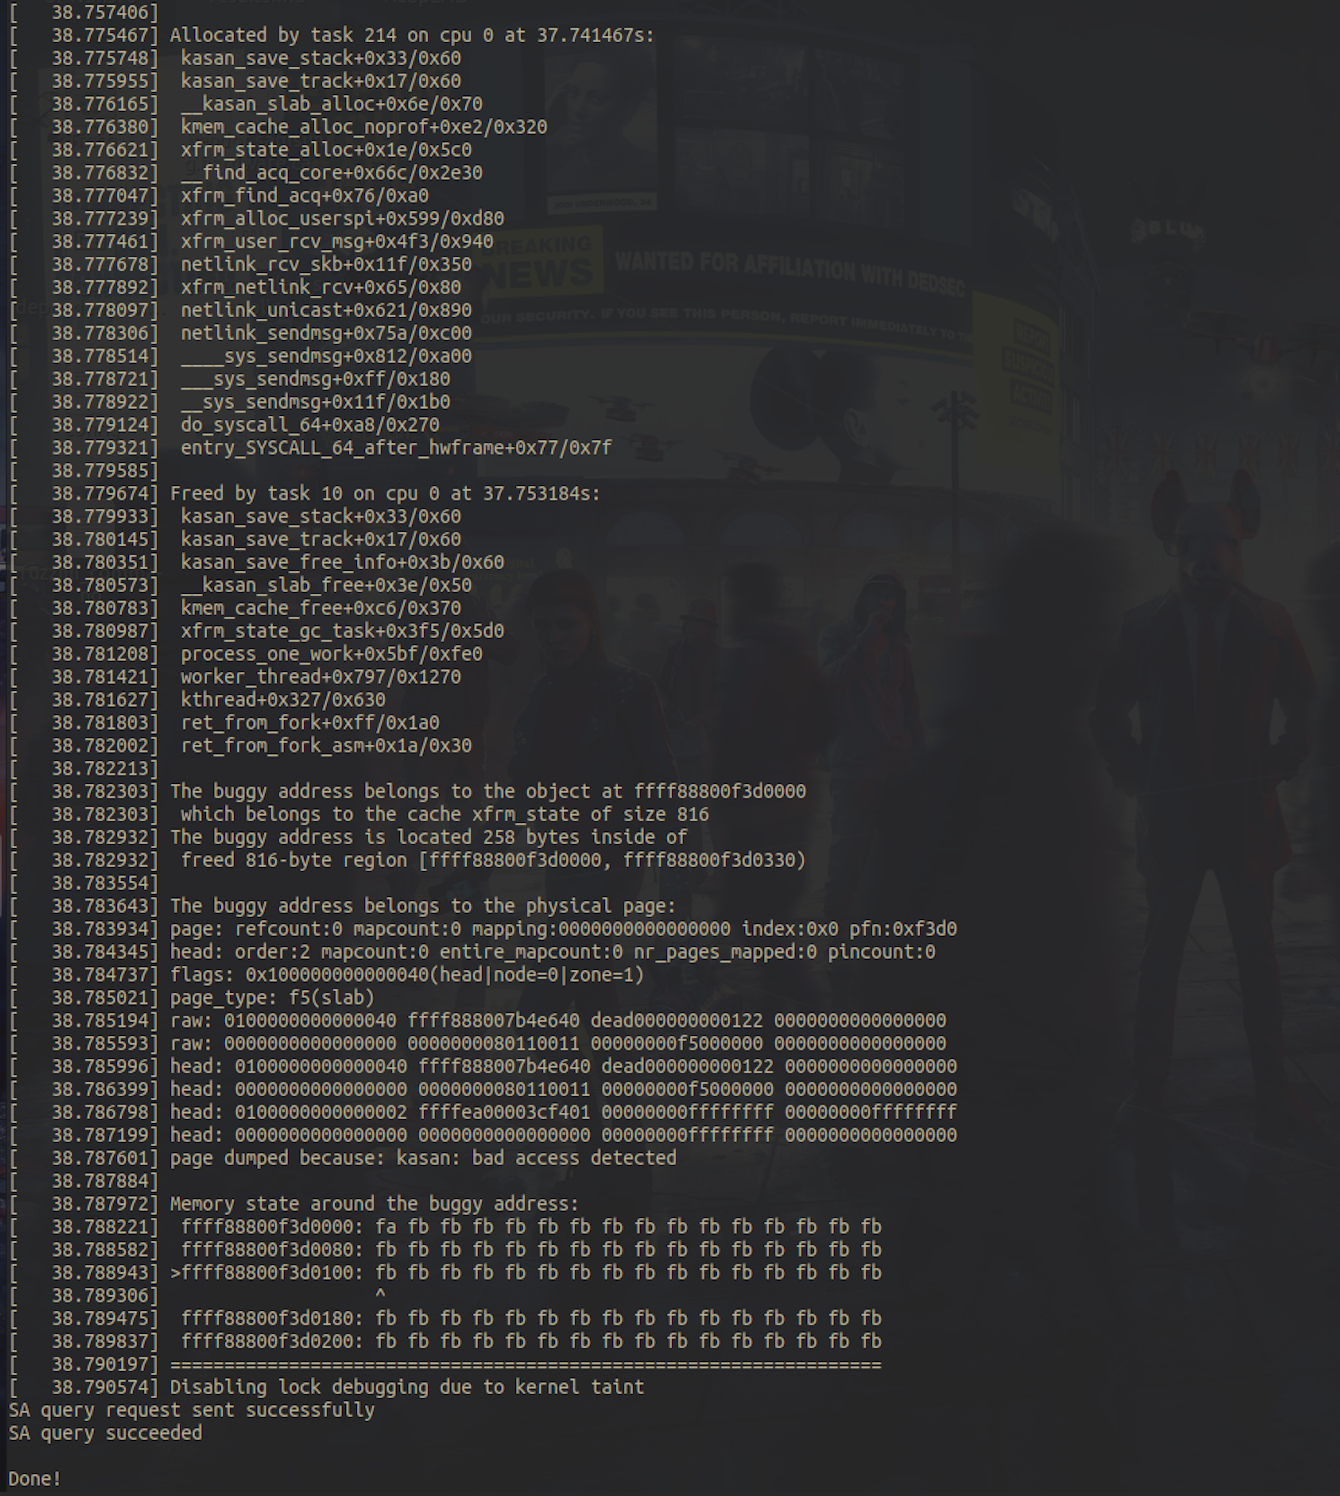 [   38.757406]
[   38.775467] Allocated by task 214 on cpu 0 at 37.741467s:
[   38.775748]  kasan_save_stack+0x33/0x60
[   38.775955]  kasan_save_track+0x17/0x60
[   38.776165]  __kasan_slab_alloc+0x6e/0x70
[   38.776380]  kmem_cache_alloc_noprof+0xe2/0x320
[   38.776621]  xfrm_state_alloc+0x1e/0x5c0
[   38.776832]  __find_acq_core+0x66c/0x2e30
[   38.777047]  xfrm_find_acq+0x76/0xa0
[   38.777239]  xfrm_alloc_userspi+0x599/0xd80
[   38.777461]  xfrm_user_rcv_msg+0x4f3/0x940
[   38.777678]  netlink_rcv_skb+0x11f/0x350
[   38.777892]  xfrm_netlink_rcv+0x65/0x80
[   38.778097]  netlink_unicast+0x621/0x890
[   38.778306]  netlink_sendmsg+0x75a/0xc00
[   38.778514]  ____sys_sendmsg+0x812/0xa00
[   38.778721]  ___sys_sendmsg+0xff/0x180
[   38.778922]  __sys_sendmsg+0x11f/0x1b0
[   38.779124]  do_syscall_64+0xa8/0x270
[   38.779321]  entry_SYSCALL_64_after_hwframe+0x77/0x7f
[   38.779585]
[   38.779674] Freed by task 10 on cpu 0 at 37.753184s:
[   38.779933]  kasan_save_stack+0x33/0x60
[   38.780145]  kasan_save_track+0x17/0x60
[   38.780351]  kasan_save_free_info+0x3b/0x60
[   38.780573]  __kasan_slab_free+0x3e/0x50
[   38.780783]  kmem_cache_free+0xc6/0x370
[   38.780987]  xfrm_state_gc_task+0x3f5/0x5d0
[   38.781208]  process_one_work+0x5bf/0xfe0
[   38.781421]  worker_thread+0x797/0x1270
[   38.781627]  kthread+0x327/0x630
[   38.781803]  ret_from_fork+0xff/0x1a0
[   38.782002]  ret_from_fork_asm+0x1a/0x30
[   38.782213]
[   38.782303] The buggy address belongs to the object at ffff88800f3d0000
[   38.782303]  which belongs to the cache xfrm_state of size 816
[   38.782932] The buggy address is located 258 bytes inside of
[   38.782932]  freed 816-byte region [ffff88800f3d0000, ffff88800f3d0330)
[   38.783554]
[   38.783643] The buggy address belongs to the physical page:
[   38.783934] page: refcount:0 mapcount:0 mapping:0000000000000000 index:0x0 pfn:0xf3d0
[   38.784345] head: order:2 mapcount:0 entire_mapcount:0 nr_pages_mapped:0 pincount:0
[   38.784737] flags: 0x100000000000040(head|node=0|zone=1)
[   38.785021] page_type: f5(slab)
[   38.785194] raw: 0100000000000040 ffff888007b4e640 dead000000000122 0000000000000000
[   38.785593] raw: 0000000000000000 0000000080110011 00000000f5000000 0000000000000000
[   38.785996] head: 0100000000000040 ffff888007b4e640 dead000000000122 0000000000000000
[   38.786399] head: 0000000000000000 0000000080110011 00000000f5000000 0000000000000000
[   38.786798] head: 0100000000000002 ffffea00003cf401 00000000ffffffff 00000000ffffffff
[   38.787199] head: 0000000000000000 0000000000000000 00000000ffffffff 0000000000000000
[   38.787601] page dumped because: kasan: bad access detected
[   38.787884]
[   38.787972] Memory state around the buggy address:
[   38.788221]  ffff88800f3d0000: fa fb fb fb fb fb fb fb fb fb fb fb fb fb fb fb
[   38.788582]  ffff88800f3d0080: fb fb fb fb fb fb fb fb fb fb fb fb fb fb fb fb
[   38.788943] >ffff88800f3d0100: fb fb fb fb fb fb fb fb fb fb fb fb fb fb fb fb
[   38.789306]                    ^
[   38.789475]  ffff88800f3d0180: fb fb fb fb fb fb fb fb fb fb fb fb fb fb fb fb
[   38.789837]  ffff88800f3d0200: fb fb fb fb fb fb fb fb fb fb fb fb fb fb fb fb
[   38.790197] ==================================================================
[   38.790574] Disabling lock debugging due to kernel taint
SA query request sent successfully
SA query succeeded
Done!
BREAKING
NEWS
WANTED FOR AFFILIATION WITH DEDSEC
OUR SECURITY. IF YOU SEE THIS PERSON, REPORT IMMEDIATELY TO
REPORT
SUSPICIOUS
ACTIVITY